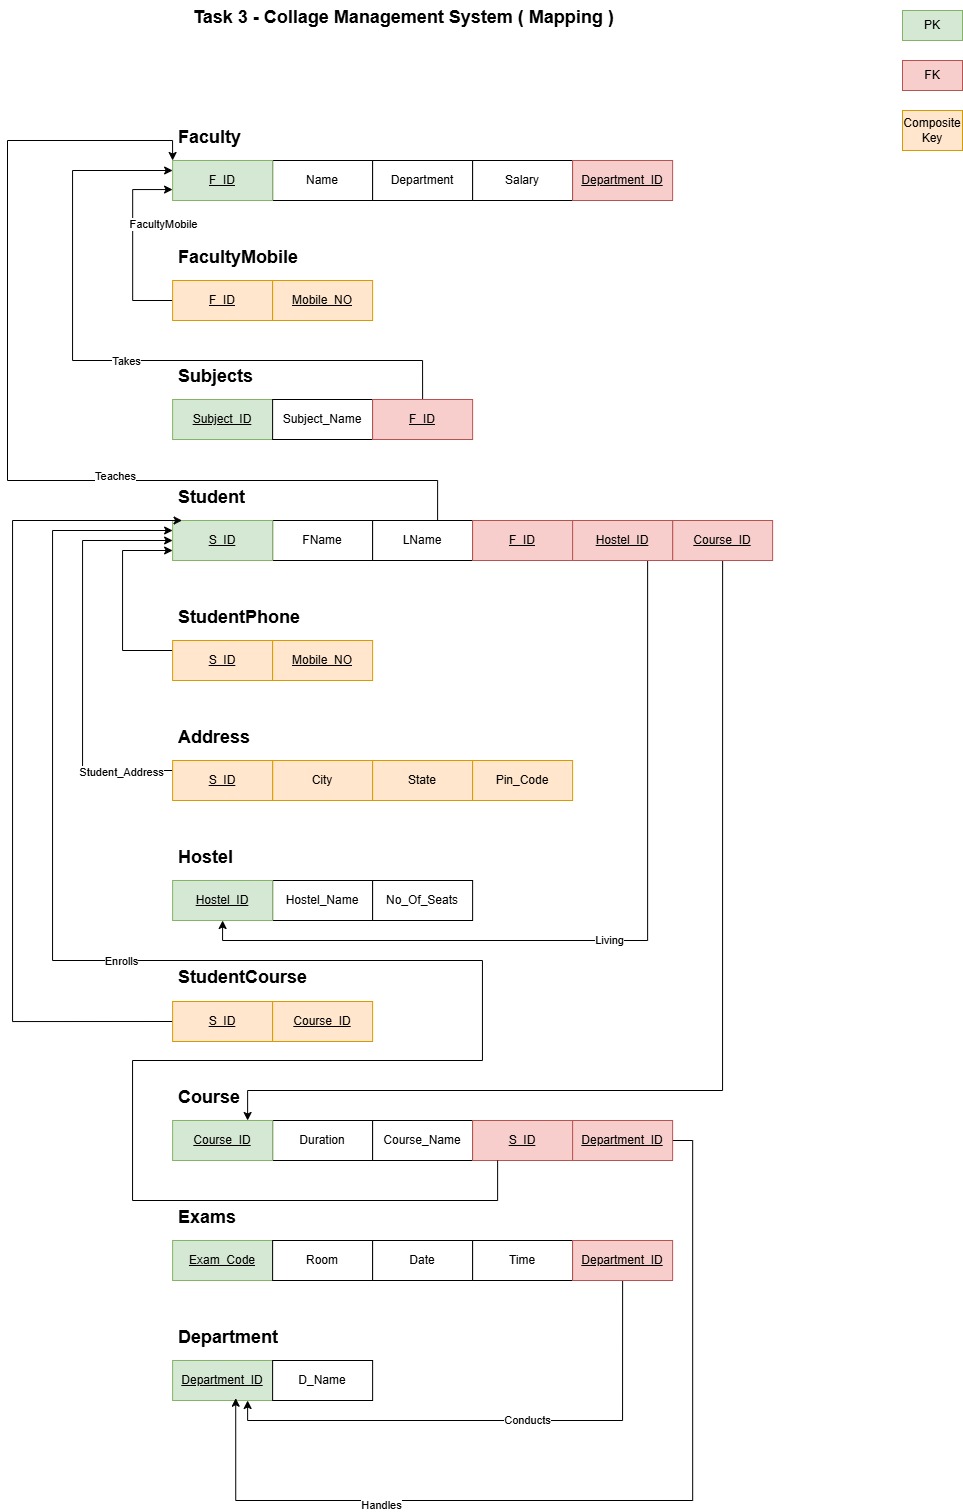 Task 3 - Collage Management System ( Mapping )
PK
FK
Composite
Key
Faculty
F_ID Name Department Salary Department_ID
FacultyMobile
FacultyMobile
F_ID Mobile_NO
Takes
Subjects
Subject_ID Subject_Name F_ID
Teaches
Student
S_ID FName LName F_ID Hostel_ID Course_ID
StudentPhone
S_ID Mobile_NO
Address
Student_Address
S_ID City State Pin_Code
Hostel
Hostel_ID Hostel_Name No_Of_Seats
Living
Enrolls
StudentCourse
S_ID Course_ID
Course
Course_ID Duration Course_Name S_ID Department_ID
Exams
Exam_Code Room Date Time Department_ID
Department
Department_ID D_Name
Conducts
Handles